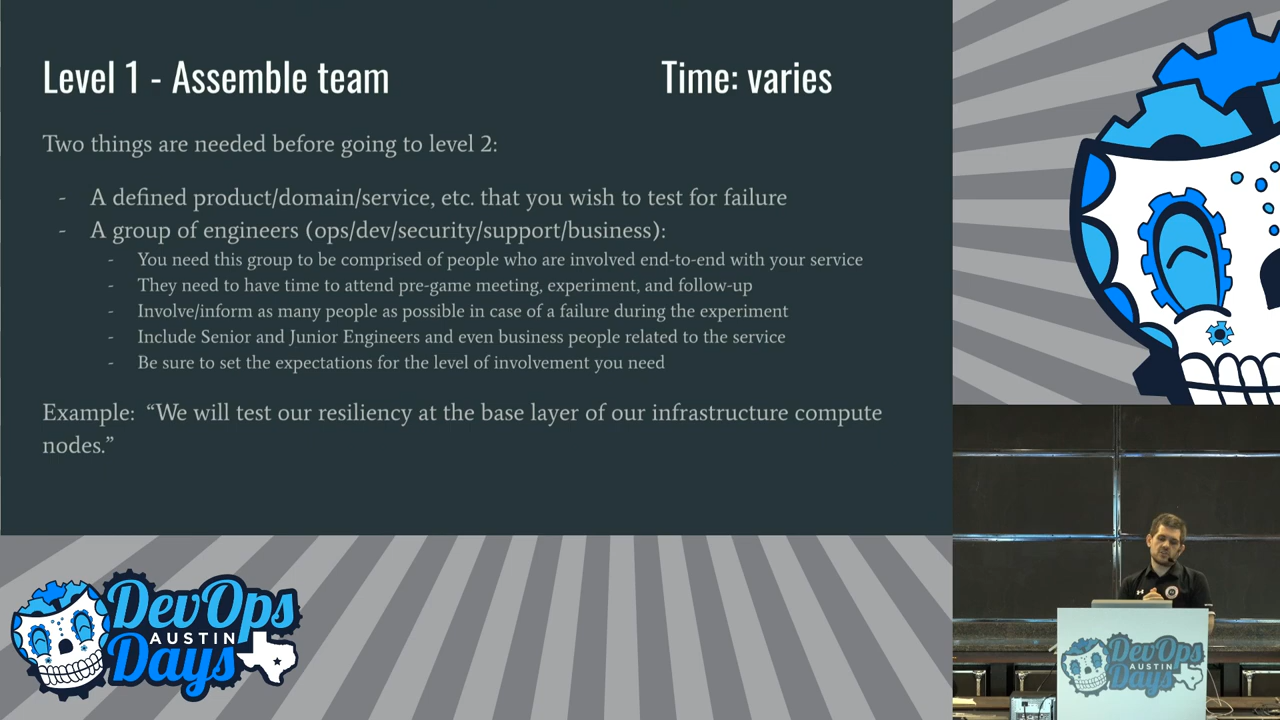 Level 1 - Assemble team
Time: varies
Two things are needed before going to level 2:
- A defined product/domain/service, etc. that you wish to test for failure
- A group of engineers (ops/dev/security/support/business):
- You need this group to be comprised of people who are involved end-to-end with your service
- They need to have time to attend pre-game meeting, experiment, and follow-up
- Involve/inform as many people as possible in case of a failure during the experiment
- Include Senior and Junior Engineers and even business people related to the service
- Be sure to set the expectations for the level of involvement you need
Example: “We will test our resiliency at the base layer of our infrastructure compute
nodes.”
DevOps
AUSTIN
Days
DevOps
AUSTIN
Days